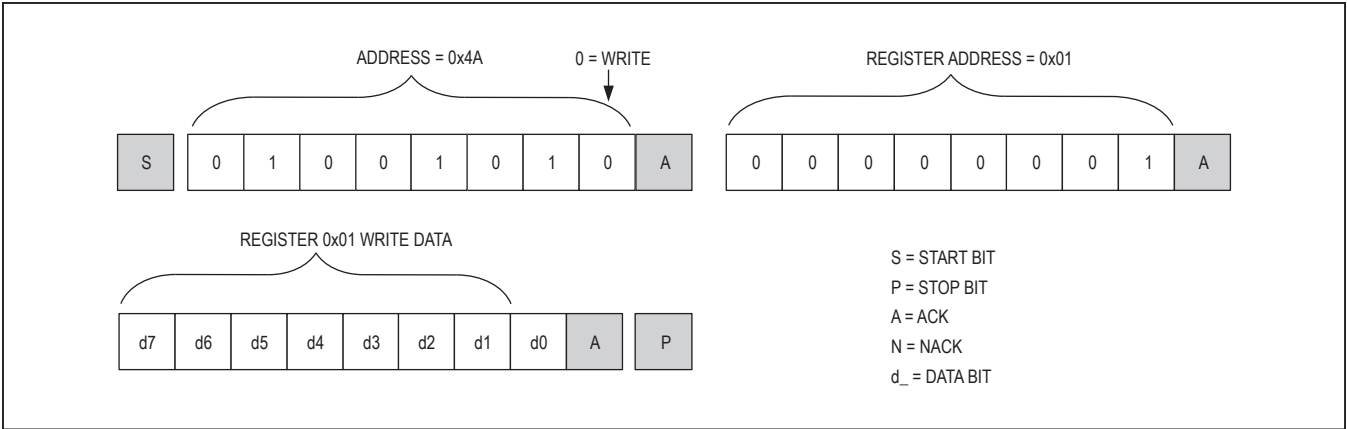 ADDRESS = 0x4A 0 = WRITE REGISTER ADDRESS = 0x01
S 0 1 0 0 1 0 1 0 A 0 0 0 0 0 0 0 1 A
REGISTER 0x01 WRITE DATA
d7 d6 d5 d4 d3 d2 d1 d0 A P
S = START BIT
P = STOP BIT
A = ACK
N = NACK
d_ = DATA BIT